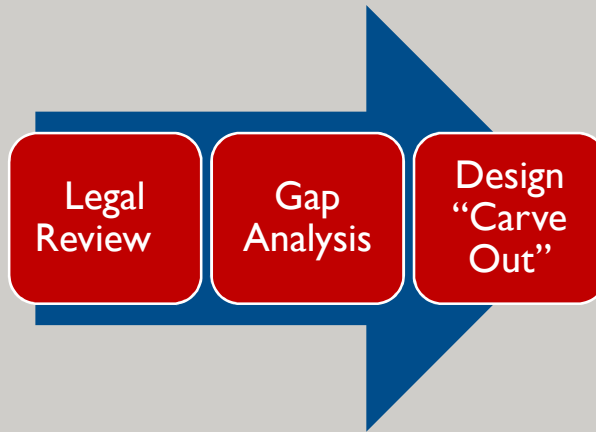 Legal
Review
Gap
Analysis
Design
“Carve
Out”